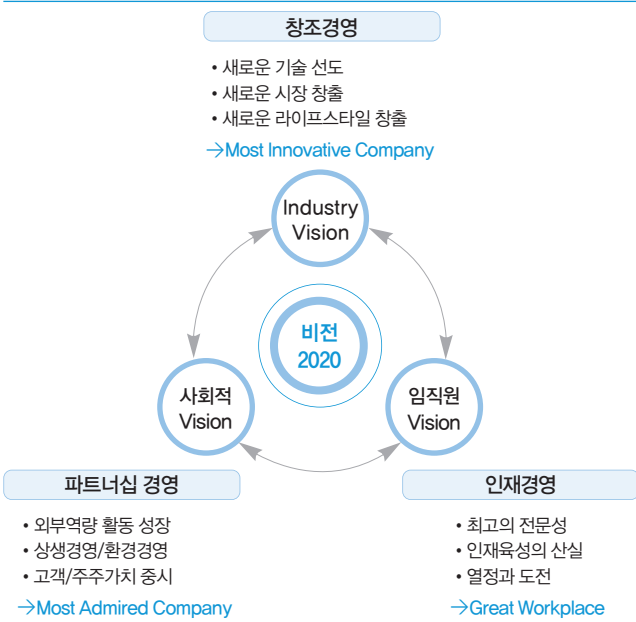 창조경영
• 새로운 기술 선도
• 새로운 시장 창출
• 새로운 라이프스타일 창출
→Most Innovative Company
Industry
Vision
비전
2020
사회적
Vision
임직원
Vision
파트너십 경영
• 외부역량 활동 성장
• 상생경영/환경경영
• 고객/주주가치 중시
→Most Admired Company
인재경영
• 최고의 전문성
• 인재육성의 산실
• 열정과 도전
→Great Workplace